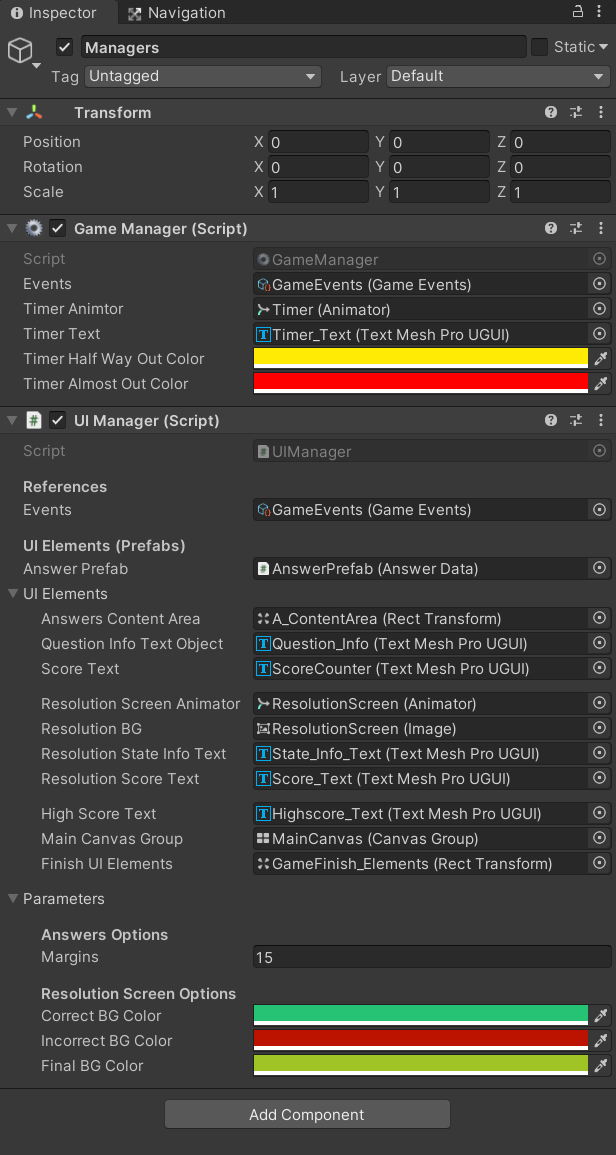 Inspector Navigation
Managers Static
Tag Untagged Layer Default
Transform
Position X 0 Y 0 Z 0
Rotation X 0 Y 0 Z 0
Scale X 1 Y 1 Z 1
Game Manager (Script)
Script GameManager
Events GameEvents (Game Events)
Timer Animtor Timer (Animator)
Timer Text Timer_Text (Text Mesh Pro UGUI)
Timer Half Way Out Color
Timer Almost Out Color
UI Manager (Script)
Script UIManager
References
Events GameEvents (Game Events)
UI Elements (Prefabs)
Answer Prefab AnswerPrefab (Answer Data)
UI Elements
Answers Content Area A_ContentArea (Rect Transform)
Question Info Text Object Question_Info (Text Mesh Pro UGUI)
Score Text ScoreCounter (Text Mesh Pro UGUI)
Resolution Screen Animator ResolutionScreen (Animator)
Resolution BG ResolutionScreen (Image)
Resolution State Info Text State_Info_Text (Text Mesh Pro UGUI)
Resolution Score Text Score_Text (Text Mesh Pro UGUI)
High Score Text Highscore_Text (Text Mesh Pro UGUI)
Main Canvas Group MainCanvas (Canvas Group)
Finish UI Elements GameFinish_Elements (Rect Transform)
Parameters
Answers Options
Margins 15
Resolution Screen Options
Correct BG Color
Incorrect BG Color
Final BG Color
Add Component